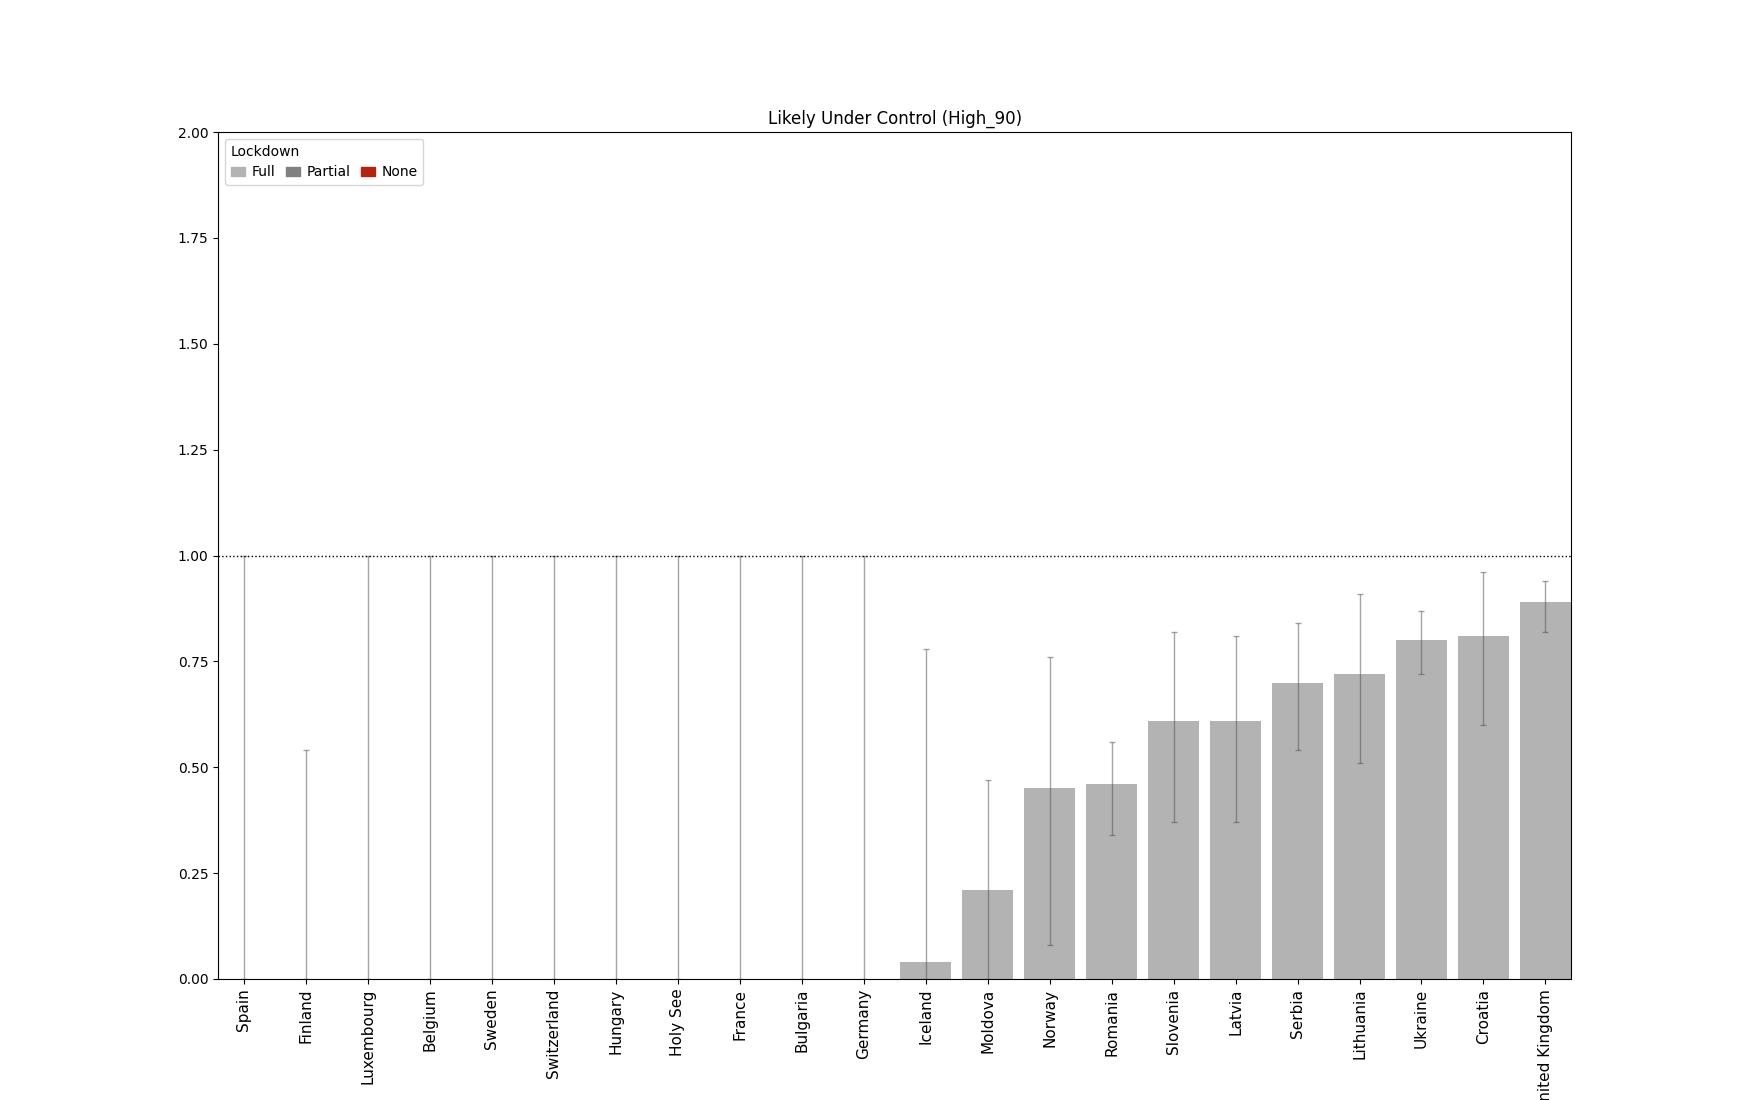 Likely Under Control (High_90)
2.00
1.75
1.50
1.25
1.00
0.75
0.50
0.25
0.00
Lockdown
Full Partial None
Spain
Finland
Luxembourg
Belgium
Sweden
Switzerland
Hungary
Holy See
France
Bulgaria
Germany
Iceland
Moldova
Norway
Romania
Slovenia
Latvia
Serbia
Lithuania
Ukraine
Croatia
nited Kingdom